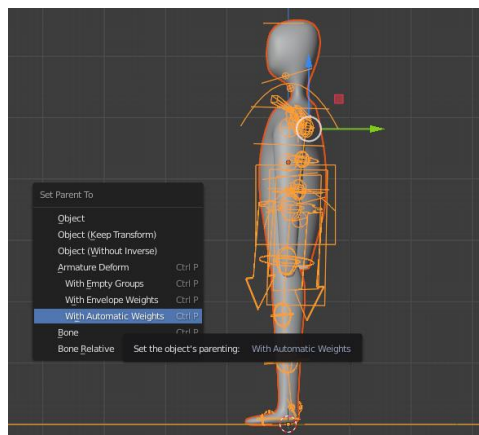 Set Parent To
Object
Object (Keep Transform)
Object (Without Inverse)
Armature Deform Ctrl P
With Empty Groups Ctrl P
With Envelope Weights Ctrl P
With Automatic Weights Ctrl P
Bone Ctrl P
Bone Relative
Set the object's parenting: With Automatic Weights